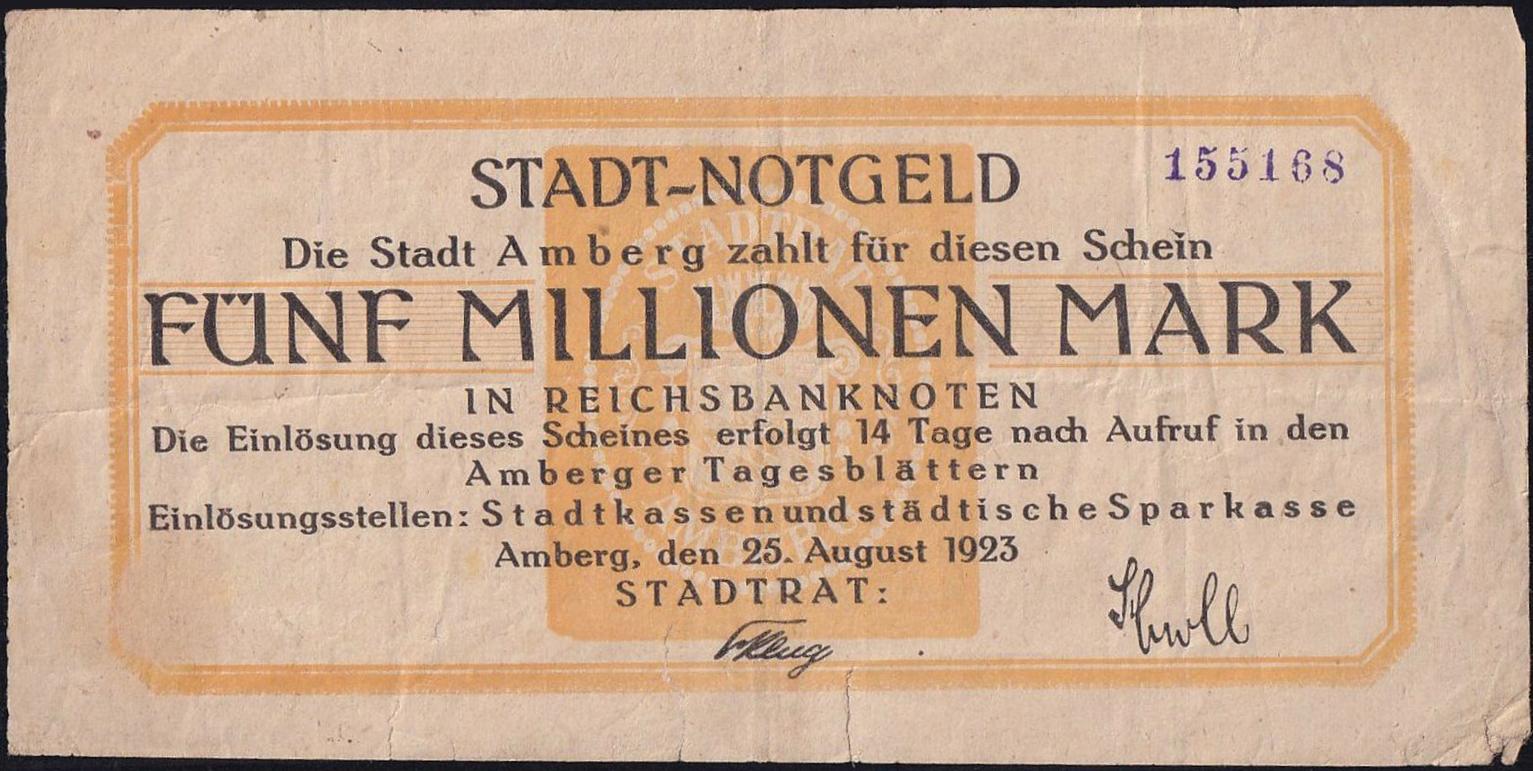 STADT-NOTGELD
155168
Die Stadt Amberg zahlt für diesen Schein
FÜNF MILLIONEN MARK
IN REICHSBANKNOTEN
Die Einlösung dieses Scheines erfolgt 14 Tage nach Aufruf in den
Amberger Tagesblättern
Einlösungsstellen: Stadtkassen und städtische Sparkasse
Amberg, den 25. August 1923
STADTRAT:
STADTRAT
AMBERG